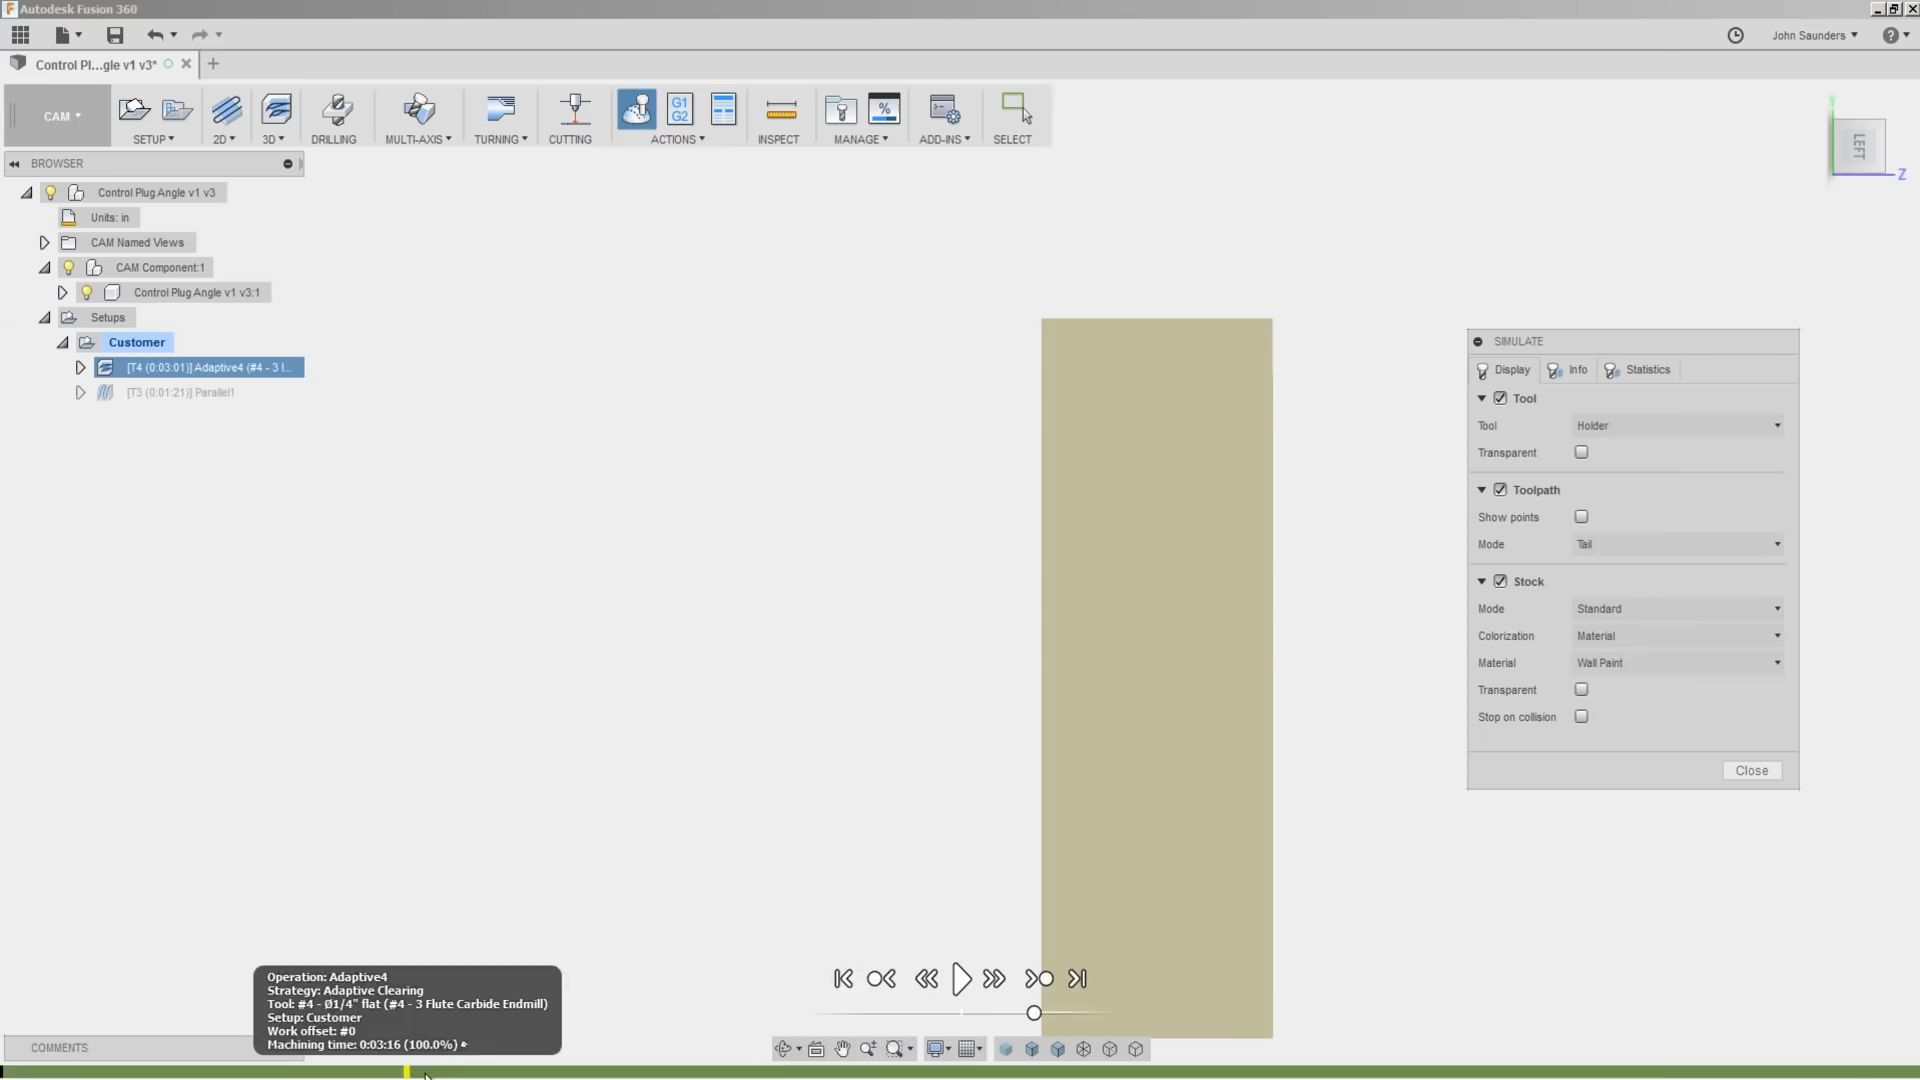 Autodesk Fusion 360
John Saunders
Control Pl...gle v1 v3*
CAM
SETUP
2D
3D
DRILLING
MULTI-AXIS
TURNING
CUTTING
G1
G2
ACTIONS
INSPECT
%
MANAGE
ADD-INS
SELECT
LEFT
Z
BROWSER
Control Plug Angle v1 v3
Units: in
CAM Named Views
CAM Component:1
Control Plug Angle v1 v3:1
Setups
Customer
[T4 (0:03:01)] Adaptive4 (#4 - 3 l...
[T3 (0:01:21)] Parallel1
SIMULATE
Display
Info
Statistics
Tool
Tool Holder
Transparent
Toolpath
Show points
Mode Tail
Stock
Mode Standard
Colorization Material
Material Wall Paint
Transparent
Stop on collision
Close
Operation: Adaptive4
Strategy: Adaptive Clearing
Tool: #4 - Ø1/4" flat (#4 - 3 Flute Carbide Endmill)
Setup: Customer
Work offset: #0
Machining time: 0:03:16 (100.0%)
COMMENTS